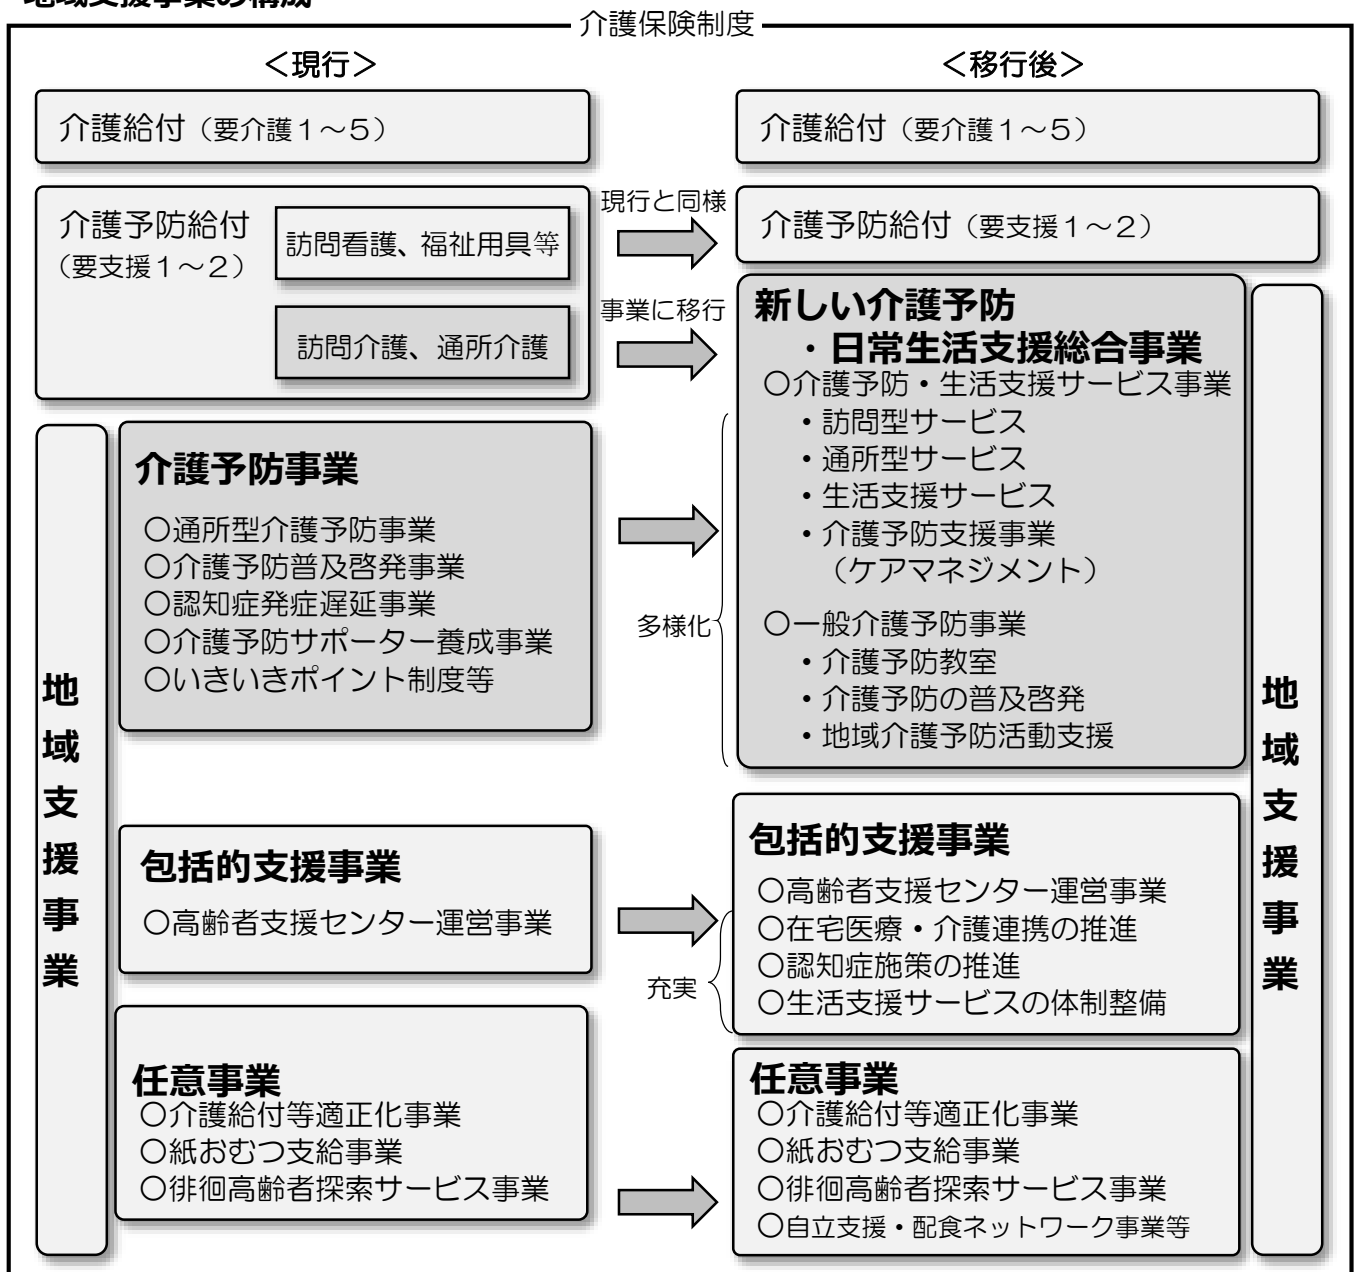 地域支援事業の構成
介護保険制度
＜現行＞
介護給付（要介護１～５）
介護予防給付
（要支援１～２）
訪問看護、福祉用具等
訪問介護、通所介護
地域支援事業
介護予防事業
○通所型介護予防事業
○介護予防普及啓発事業
○認知症発症遅延事業
○介護予防サポーター養成事業
○いきいきポイント制度等
包括的支援事業
○高齢者支援センター運営事業
任意事業
○介護給付等適正化事業
○紙おむつ支給事業
○徘徊高齢者探索サービス事業
現行と同様
事業に移行
多様化
充実
＜移行後＞
介護給付（要介護１～５）
介護予防給付（要支援１～２）
新しい介護予防
・日常生活支援総合事業
○介護予防・生活支援サービス事業
・訪問型サービス
・通所型サービス
・生活支援サービス
・介護予防支援事業
（ケアマネジメント）
○一般介護予防事業
・介護予防教室
・介護予防の普及啓発
・地域介護予防活動支援
包括的支援事業
○高齢者支援センター運営事業
○在宅医療・介護連携の推進
○認知症施策の推進
○生活支援サービスの体制整備
任意事業
○介護給付等適正化事業
○紙おむつ支給事業
○徘徊高齢者探索サービス事業
○自立支援・配食ネットワーク事業等
地域支援事業